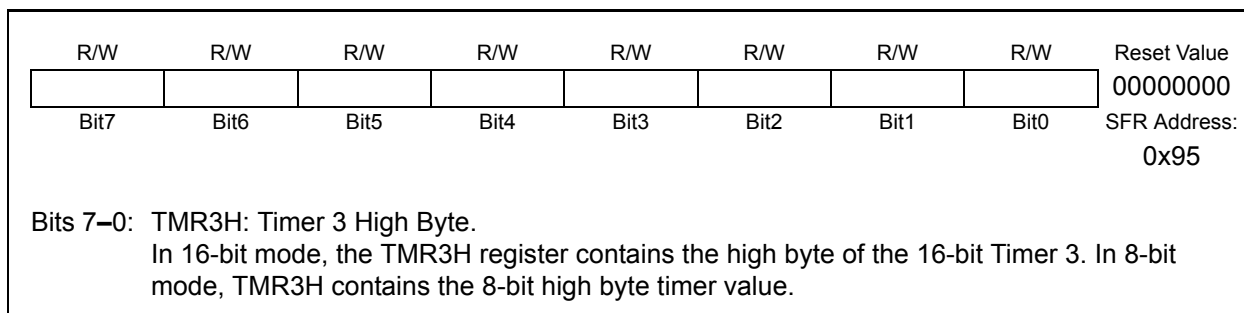 R/W R/W R/W R/W R/W R/W R/W R/W Reset Value
00000000
Bit7 Bit6 Bit5 Bit4 Bit3 Bit2 Bit1 Bit0 SFR Address:
0x95
Bits 7–0: TMR3H: Timer 3 High Byte.
In 16-bit mode, the TMR3H register contains the high byte of the 16-bit Timer 3. In 8-bit
mode, TMR3H contains the 8-bit high byte timer value.